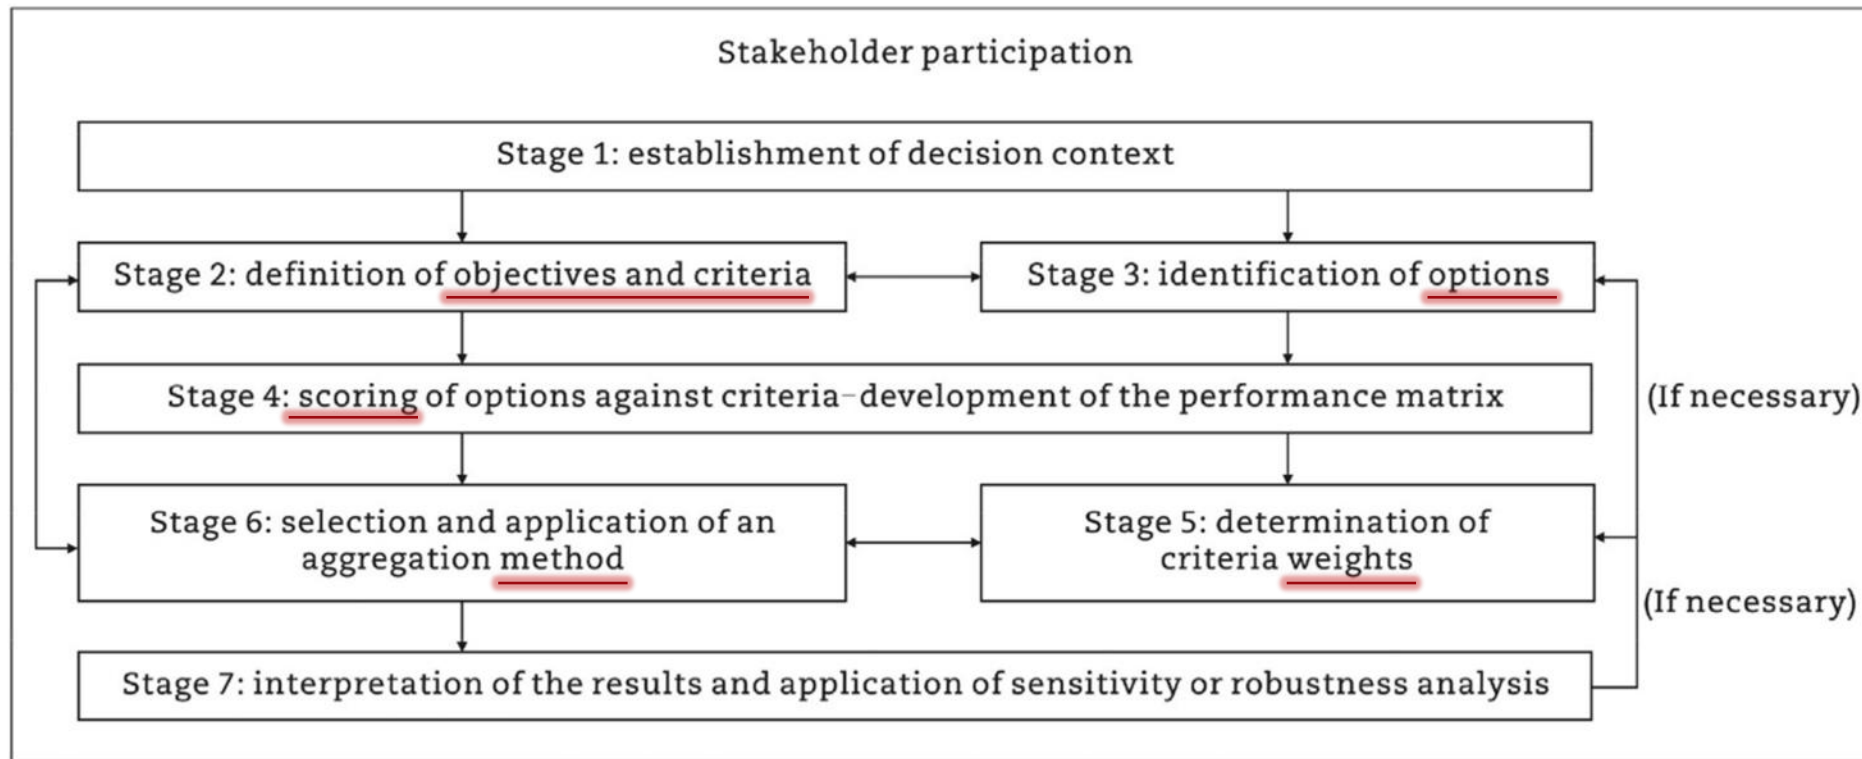 Stakeholder participation
Stage 1: establishment of decision context
Stage 2: definition of objectives and criteria
Stage 3: identification of options
Stage 4: scoring of options against criteria–development of the performance matrix
(If necessary)
Stage 6: selection and application of an
aggregation method
Stage 5: determination of
criteria weights
(If necessary)
Stage 7: interpretation of the results and application of sensitivity or robustness analysis